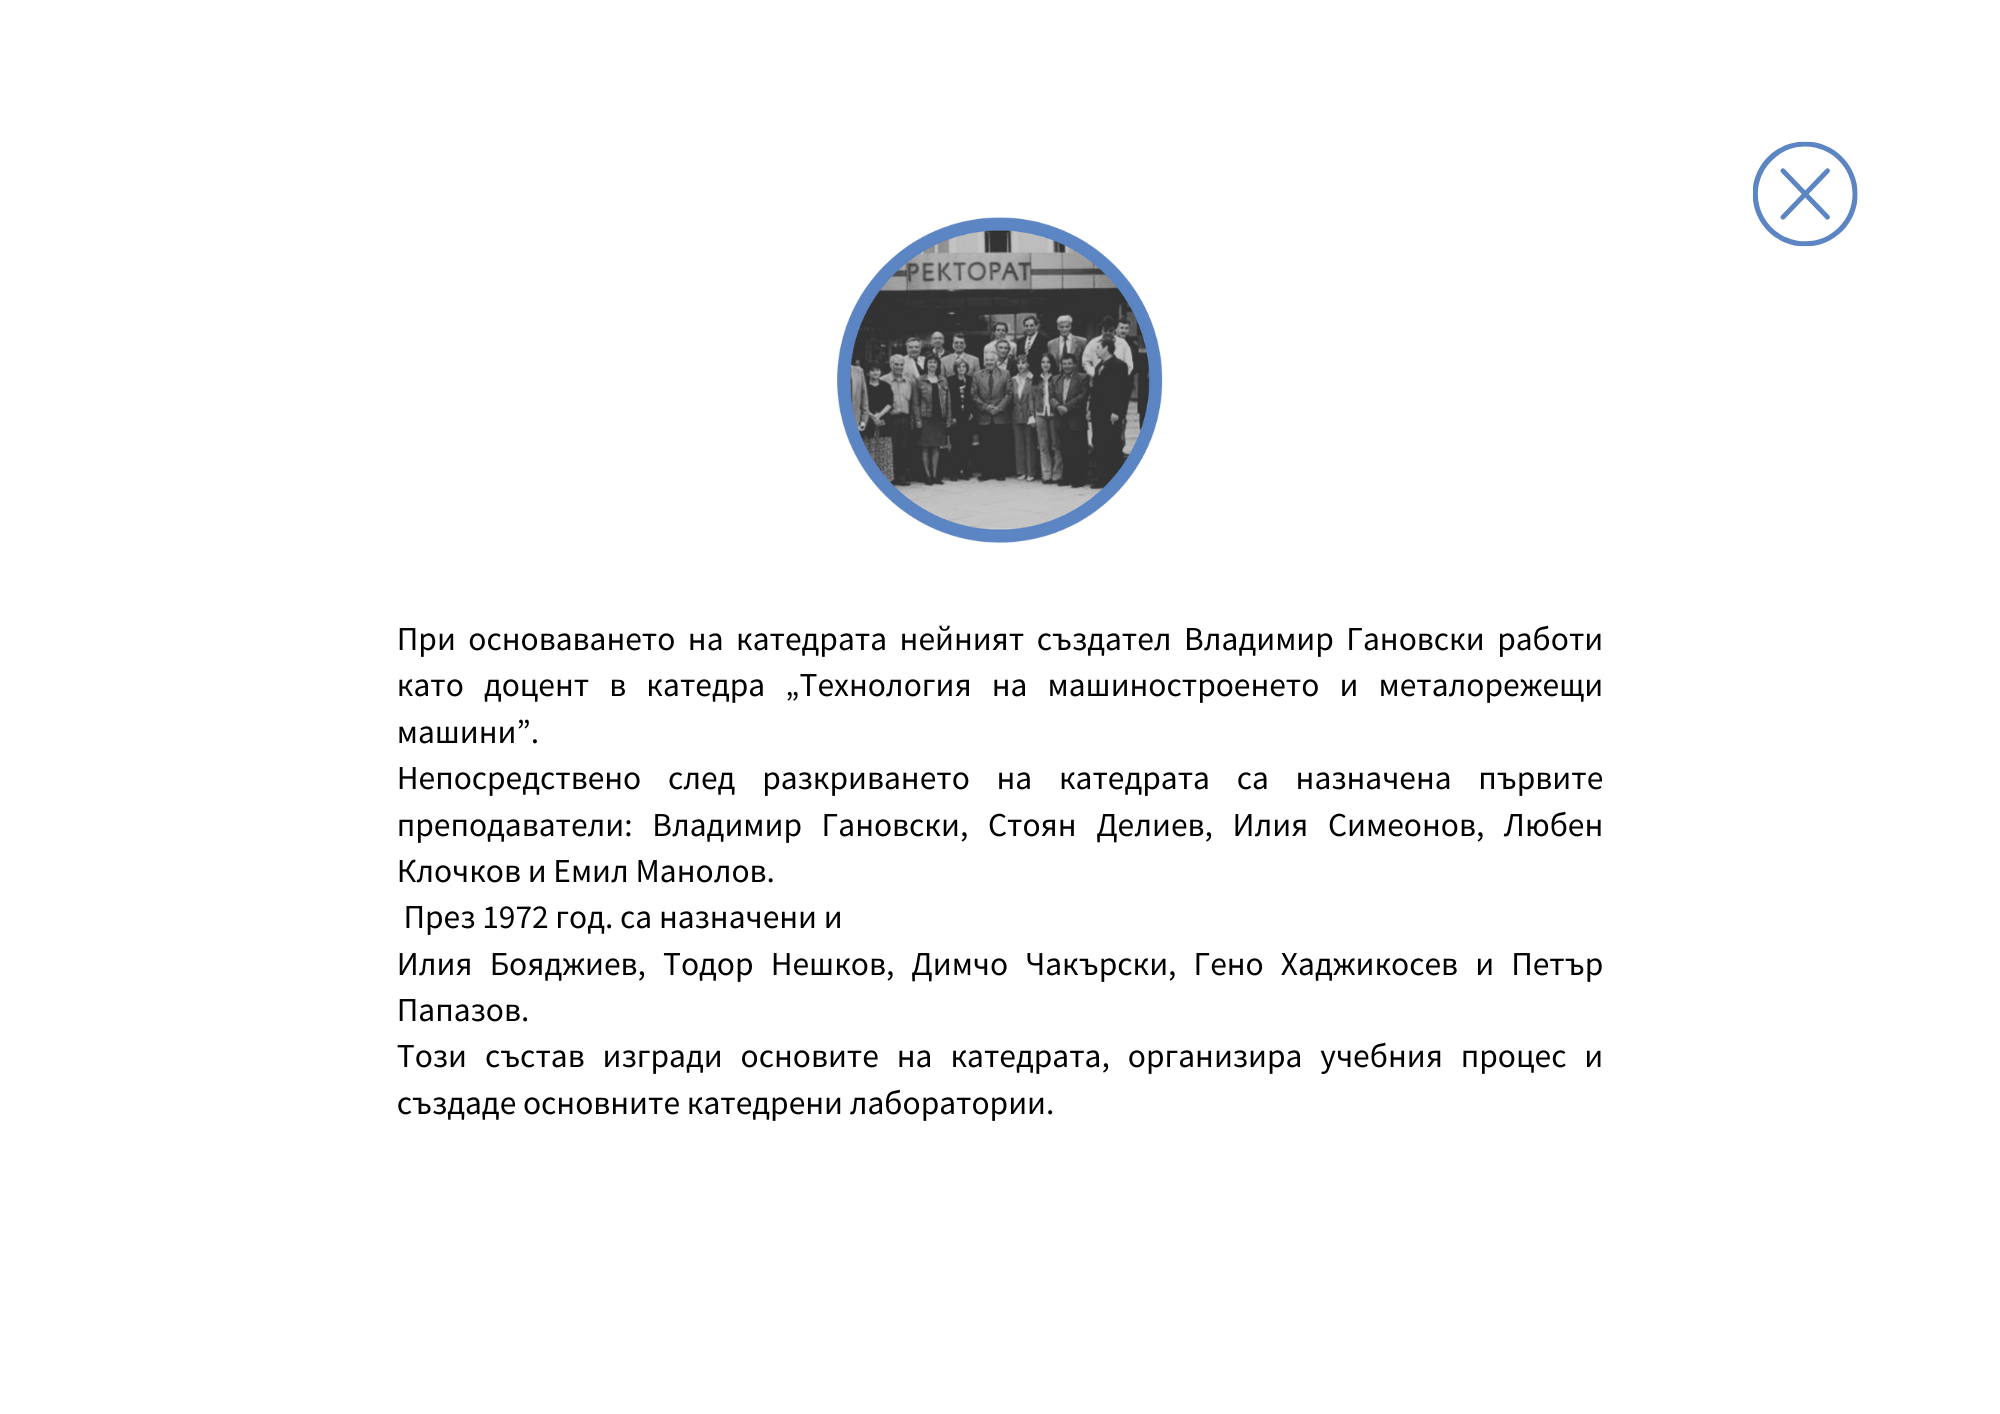 РЕКТОРАТ
При основаването на катедрата нейният създател Владимир Гановски работи
като доцент в катедра „Технология на машиностроенето и металорежещи
машини”.
Непосредствено след разкриването на катедрата са назначена първите
преподаватели: Владимир Гановски, Стоян Делиев, Илия Симеонов, Любен
Клочков и Емил Манолов.
През 1972 год. са назначени и
Илия Бояджиев, Тодор Нешков, Димчо Чакърски, Гено Хаджикосев и Петър
Папазов.
Този състав изгради основите на катедрата, организира учебния процес и
създаде основните катедрени лаборатории.